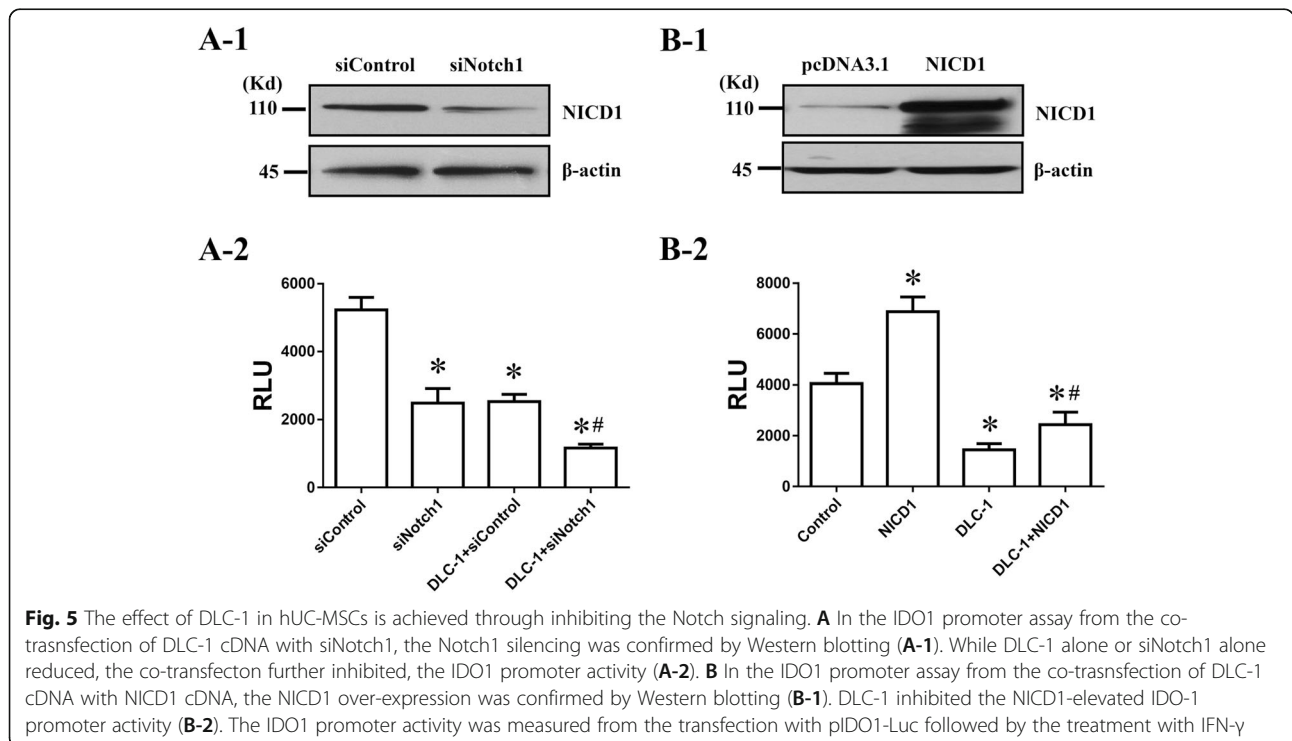 A-1
siControl siNotch1
(Kd)
110
NICD1
45
β-actin
B-1
pcDNA3.1 NICD1
(Kd)
110
NICD1
45
β-actin
A-2
6000
4000
2000
0
RLU
*
*
*#
siControl
siNotch1
DLC-1+siControl
DLC-1+siNotch1
B-2
8000
6000
4000
2000
0
RLU
*
*
*#
Control
NICD1
DLC-1
DLC-1+NICD1
Fig. 5 The effect of DLC-1 in hUC-MSCs is achieved through inhibiting the Notch signaling. A In the IDO1 promoter assay from the co-
trasnfection of DLC-1 cDNA with siNotch1, the Notch1 silencing was confirmed by Western blotting (A-1). While DLC-1 alone or siNotch1 alone
reduced, the co-transfecton further inhibited, the IDO1 promoter activity (A-2). B In the IDO1 promoter assay from the co-trasnfection of DLC-1
cDNA with NICD1 cDNA, the NICD1 over-expression was confirmed by Western blotting (B-1). DLC-1 inhibited the NICD1-elevated IDO-1
promoter activity (B-2). The IDO1 promoter activity was measured from the transfection with pIDO1-Luc followed by the treatment with IFN-γ